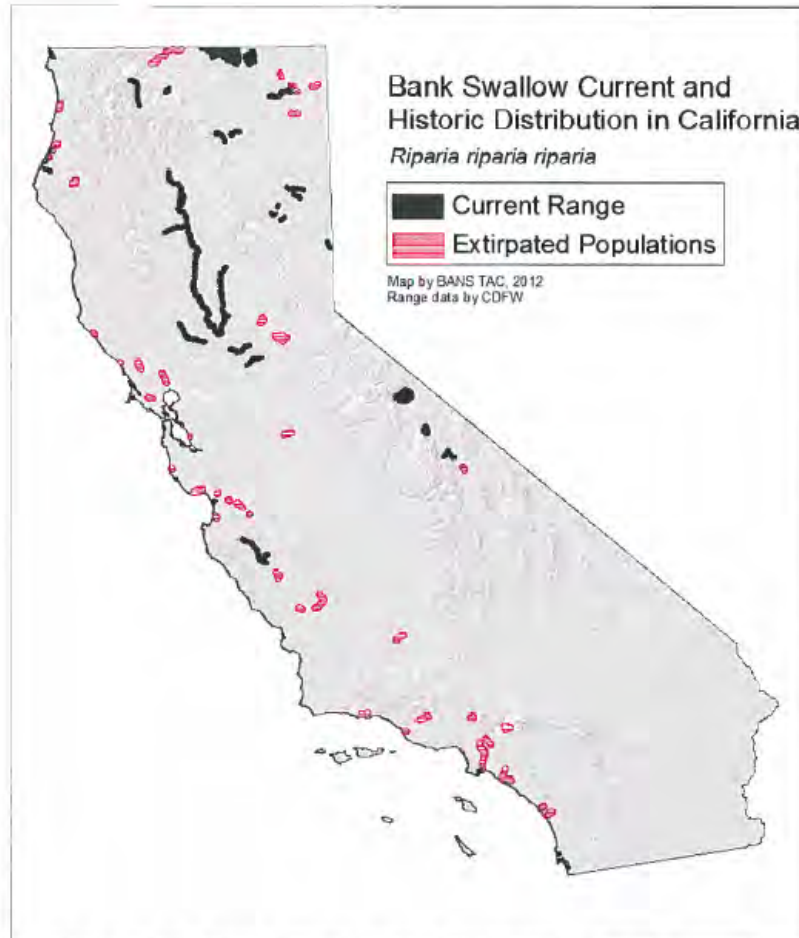 Bank Swallow Current and
Historic Distribution in California
Riparia riparia riparia
Current Range
Extirpated Populations
Map by BANS TAC, 2012
Range data by CDFW